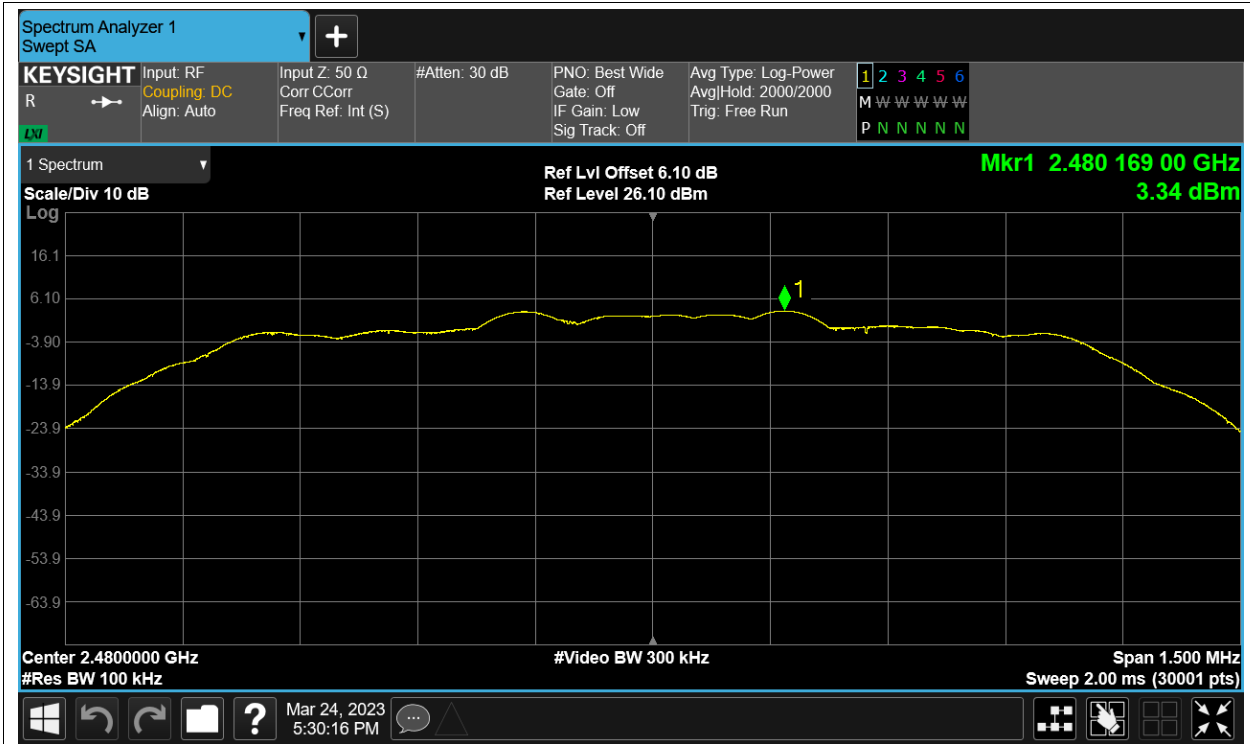 Spectrum Analyzer 1
Swept SA
+
KEYSIGHT
R
LXI
Input: RF
Coupling: DC
Align: Auto
Input Z: 50 Ω
Corr CCorr
Freq Ref: Int (S)
#Atten: 30 dB
PNO: Best Wide
Gate: Off
IF Gain: Low
Sig Track: Off
Avg Type: Log-Power
Avg|Hold: 2000/2000
Trig: Free Run
1 2 3 4 5 6
M W W W W W
P N N N N N
1 Spectrum
Scale/Div 10 dB
Log
Ref Lvl Offset 6.10 dB
Ref Level 26.10 dBm
Mkr1 2.480 169 00 GHz
3.34 dBm
16.1
6.10
-3.90
-13.9
-23.9
-33.9
-43.9
-53.9
-63.9
1
Center 2.4800000 GHz
#Res BW 100 kHz
#Video BW 300 kHz
Span 1.500 MHz
Sweep 2.00 ms (30001 pts)
?
Mar 24, 2023
5:30:16 PM